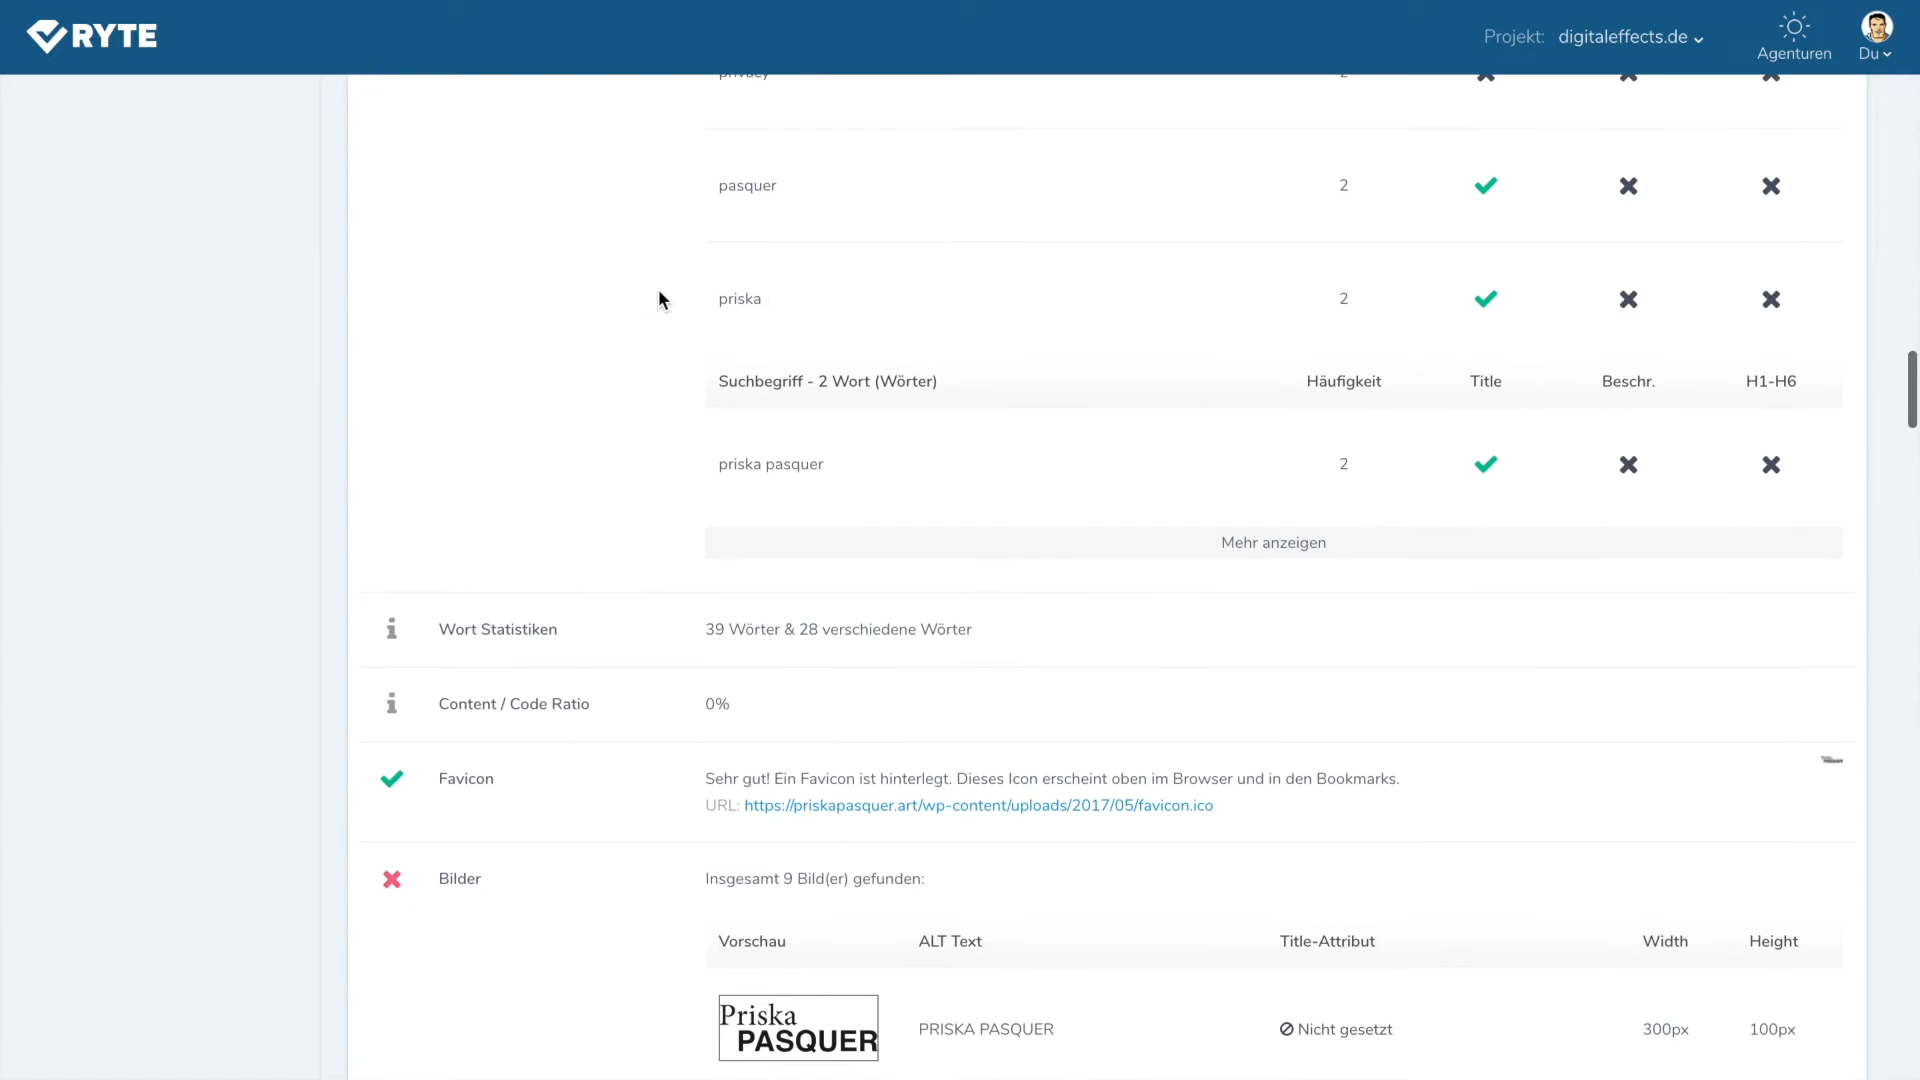 RYTE
Projekt: digitaleffects.de
Agenturen
Du
privacy 2
pasquer 2
priska 2
Suchbegriff - 2 Wort (Wörter) Häufigkeit Title Beschr. H1-H6
priska pasquer 2
Mehr anzeigen
Wort Statistiken 39 Wörter & 28 verschiedene Wörter
Content / Code Ratio 0%
Favicon Sehr gut! Ein Favicon ist hinterlegt. Dieses Icon erscheint oben im Browser und in den Bookmarks.
URL: https://priskapasquer.art/wp-content/uploads/2017/05/favicon.ico
Bilder Insgesamt 9 Bild(er) gefunden:
Vorschau ALT Text Title-Attribut Width Height
Priska
PASQUER
PRISKA PASQUER Nicht gesetzt 300px 100px